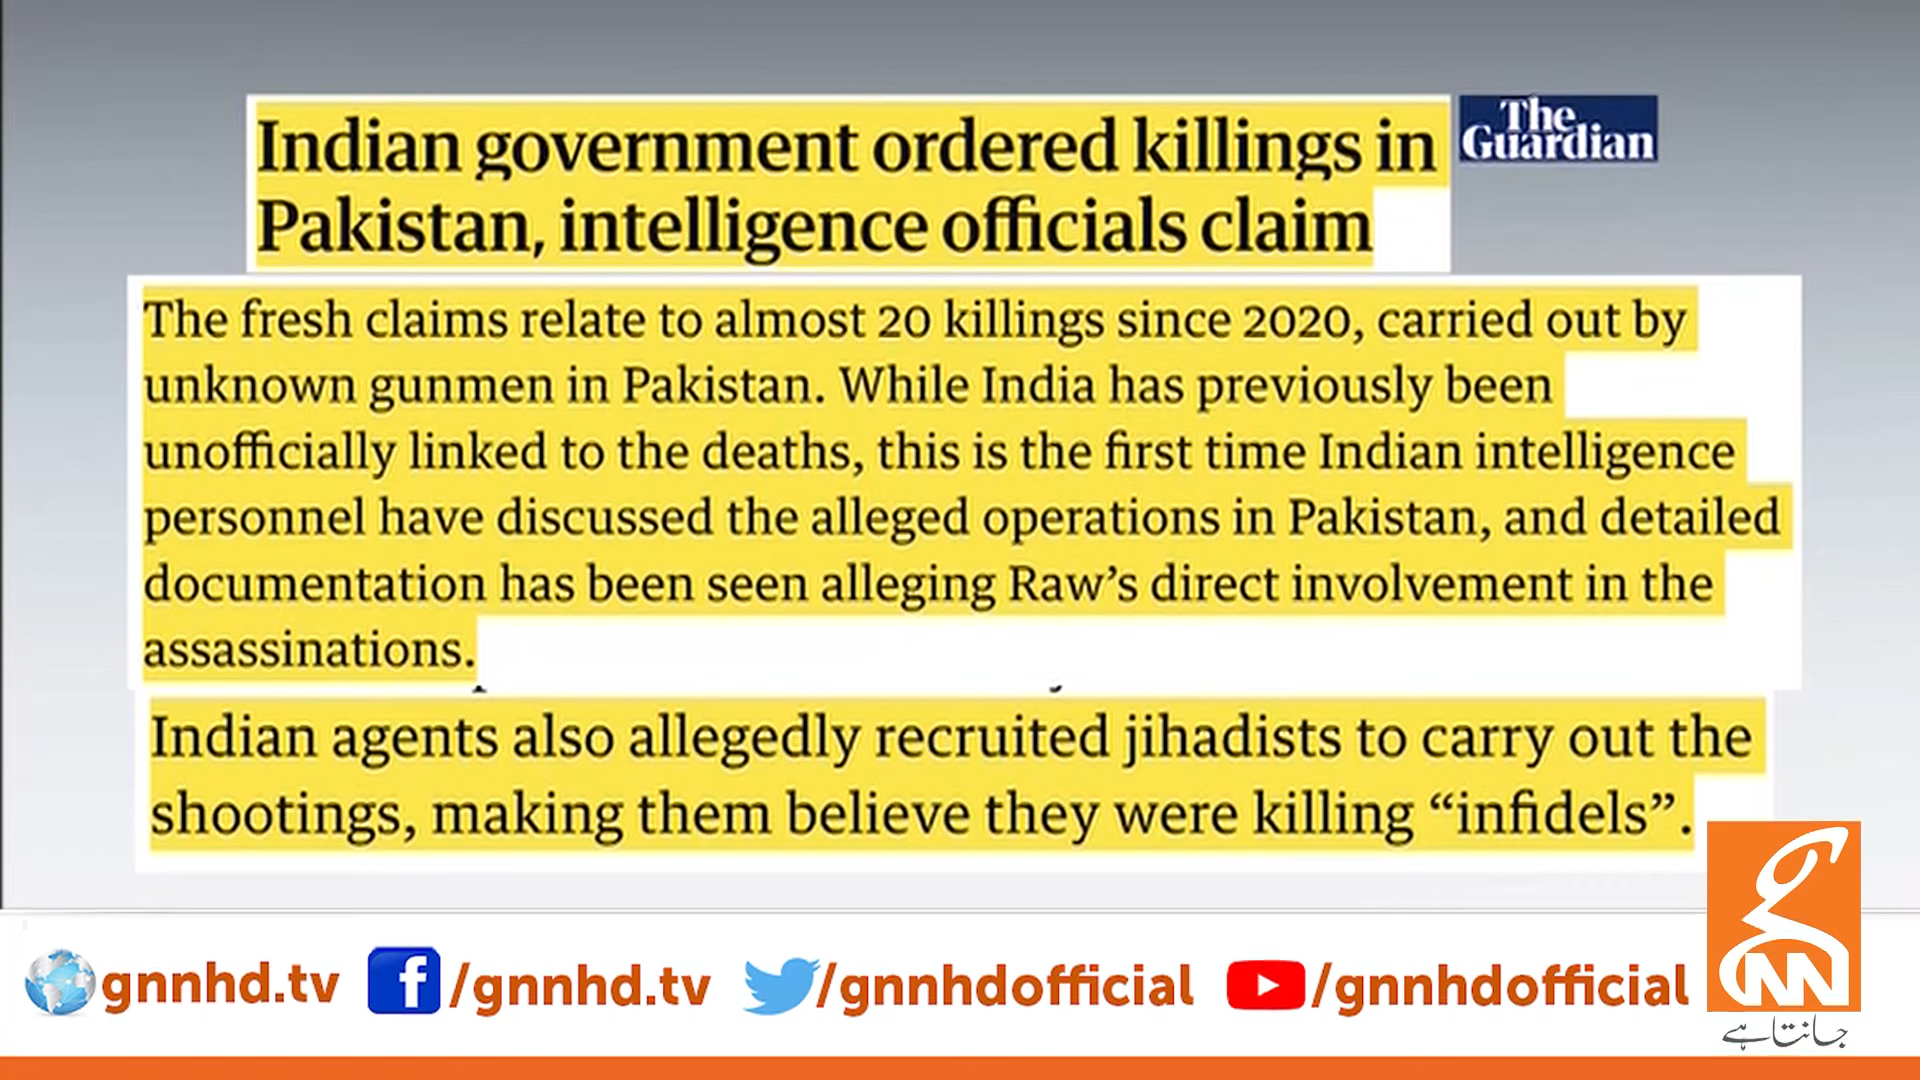 Indian government ordered killings in
Pakistan, intelligence officials claim
The
Guardian
The fresh claims relate to almost 20 killings since 2020, carried out by
unknown gunmen in Pakistan. While India has previously been
unofficially linked to the deaths, this is the first time Indian intelligence
personnel have discussed the alleged operations in Pakistan, and detailed
documentation has been seen alleging Raw’s direct involvement in the
assassinations.
Indian agents also allegedly recruited jihadists to carry out the
shootings, making them believe they were killing “infidels”.
gnnhd.tv
/gnnhd.tv
/gnnhdofficial
/gnnhdofficial
GNN
جانتا ہے